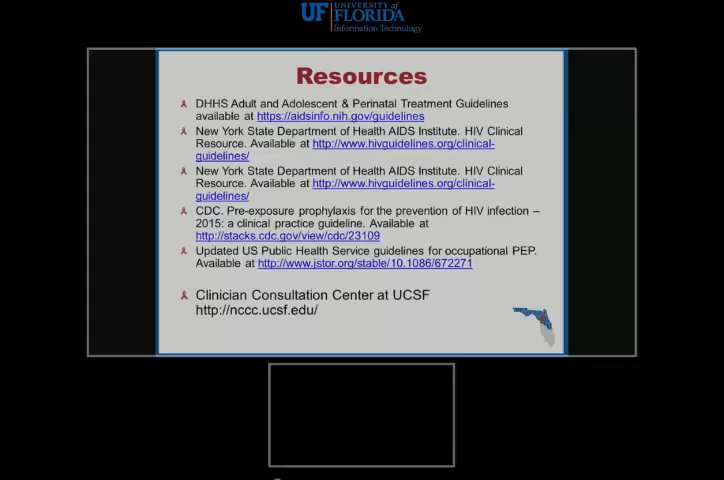 UF UNIVERSITY of
FLORIDA
Information Technology
Resources
DHHS Adult and Adolescent & Perinatal Treatment Guidelines
available at https://aidsinfo.nih.gov/guidelines
New York State Department of Health AIDS Institute. HIV Clinical
Resource. Available at http://www.hivguidelines.org/clinical-
guidelines/
New York State Department of Health AIDS Institute. HIV Clinical
Resource. Available at http://www.hivguidelines.org/clinical-
guidelines/
CDC. Pre-exposure prophylaxis for the prevention of HIV infection –
2015: a clinical practice guideline. Available at
http://stacks.cdc.gov/view/cdc/23109
Updated US Public Health Service guidelines for occupational PEP.
Available at http://www.jstor.org/stable/10.1086/672271
Clinician Consultation Center at UCSF
http://nccc.ucsf.edu/